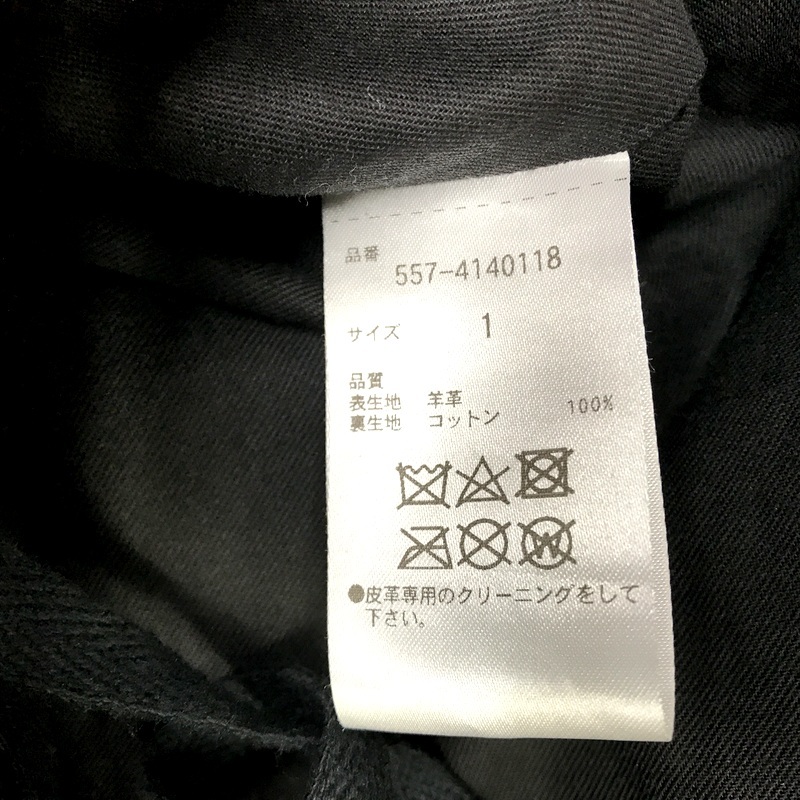 品番 557-4140118
サイズ 1
品質
表生地 羊革
裏生地 コットン 100%
W
●皮革専用のクリーニングをして
下さい。